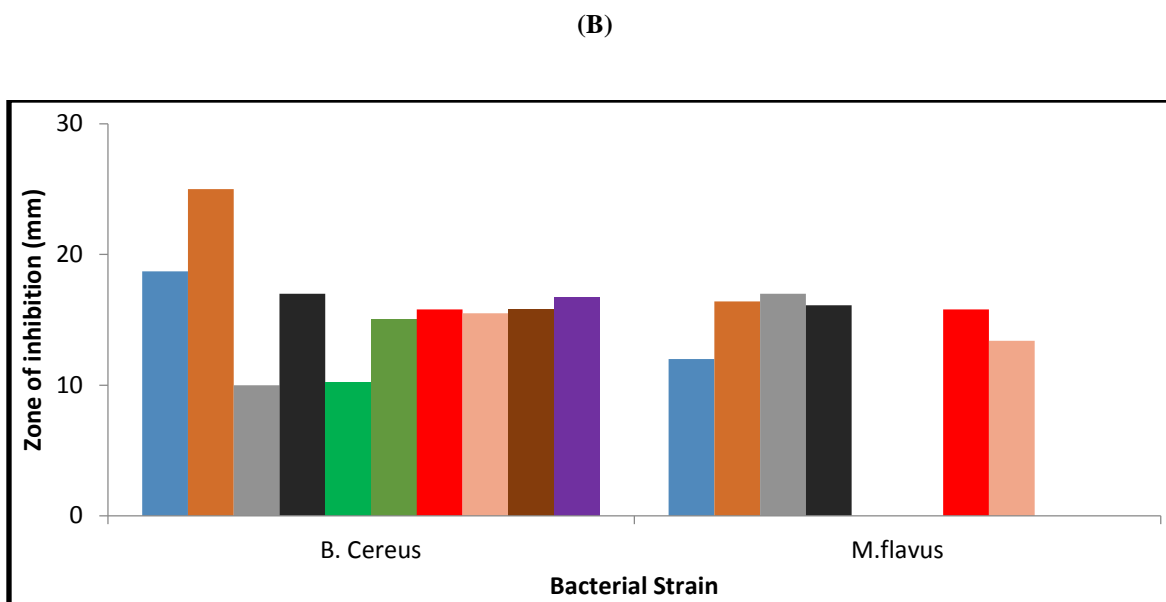 (B)
Zone of inhibition (mm)
30
20
10
0
B. Cereus
M.flavus
Bacterial Strain